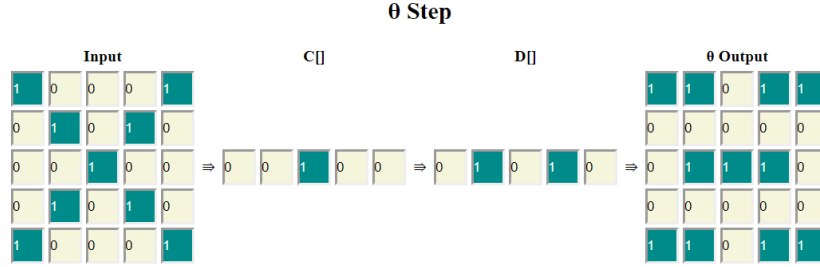 θ Step
Input C[] D[] θ Output
1 0 0 0 1 1 1 0 1 1
0 1 0 1 0 0 0 0 0 0
0 0 1 0 0 ⇛ 0 0 1 0 0 ⇛ 0 1 0 1 0 ⇛ 0 1 1 1 0
0 1 0 1 0 0 0 0 0 0
1 0 0 0 1 1 1 0 1 1